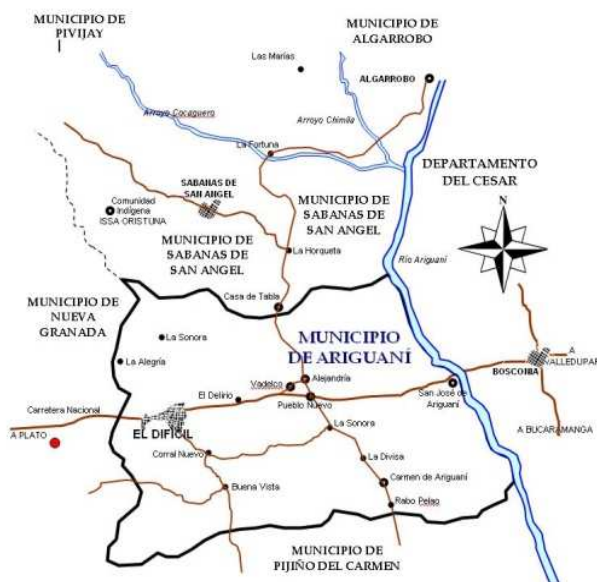 MUNICIPIO DE
PIVIJAY
MUNICIPIO DE
ALGARROBO
Las Marías
ALGARROBO
Arroyo Cocaguero
Arroyo Chimila
La Fortuna
DEPARTAMENTO
DEL CESAR
SABANAS DE
SAN ANGEL
Comunidad
Indígena
ISSA ORISTUNA
MUNICIPIO DE
SABANAS DE
SAN ANGEL
MUNICIPIO DE
SABANAS DE
SAN ANGEL
N
La Horqueta
Río Ariguaní
MUNICIPIO DE
NUEVA
GRANADA
Casa de Tabla
La Sonora
MUNICIPIO
DE ARIGUANÍ
La Alegría
A
VALLEDUPAR
BOSCONIA
Vadelco
Alejandría
El Delirio
Pueblo Nuevo
San José de
Ariguaní
Carretera Nacional
A PLATO
EL DIFÍCIL
La Sonora
A BUCARAMANGA
Corral Nuevo
La Divisa
Buena Vista
Carmen de Ariguaní
Rabo Pelao
MUNICIPIO DE
PIJIÑO DEL CARMEN